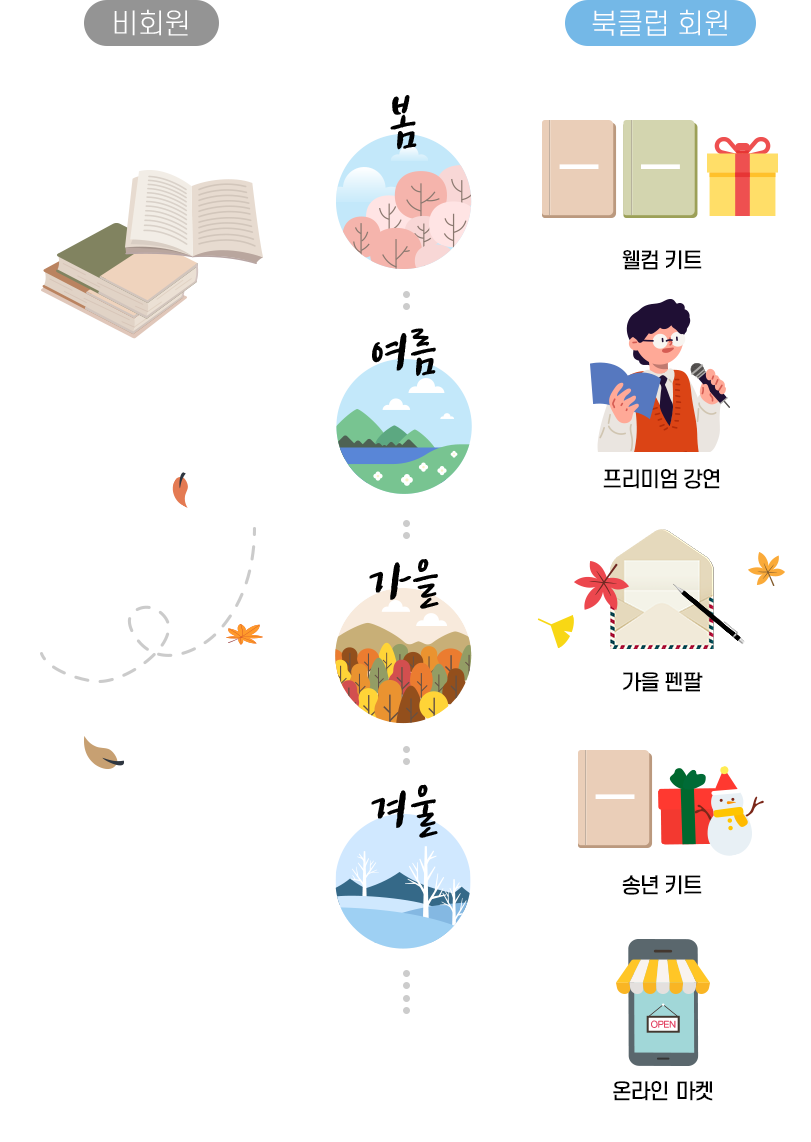 비회원
북클럽 회원
봄
웰컴 키트
여름
프리미엄 강연
가을
가을 펜팔
겨울
송년 키트
OPEN
온라인 마켓